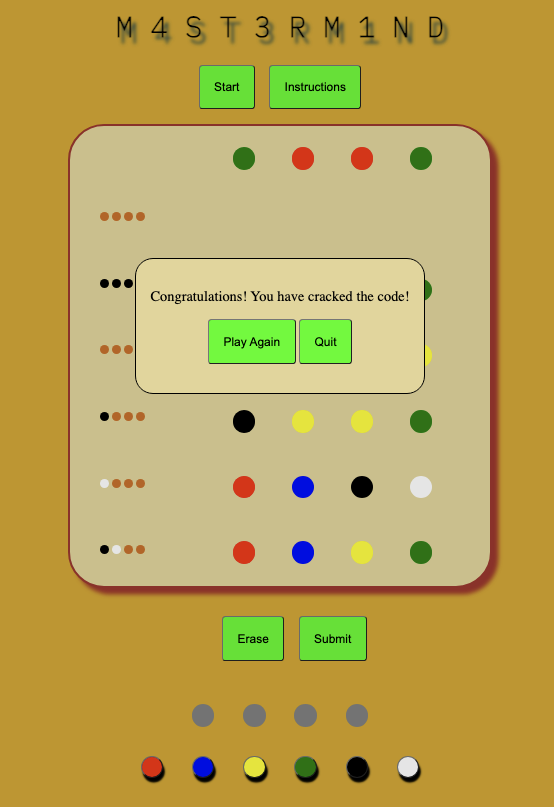 M4ST3RM1ND
Start
Instructions
Congratulations! You have cracked the code!
Play Again
Quit
Erase
Submit